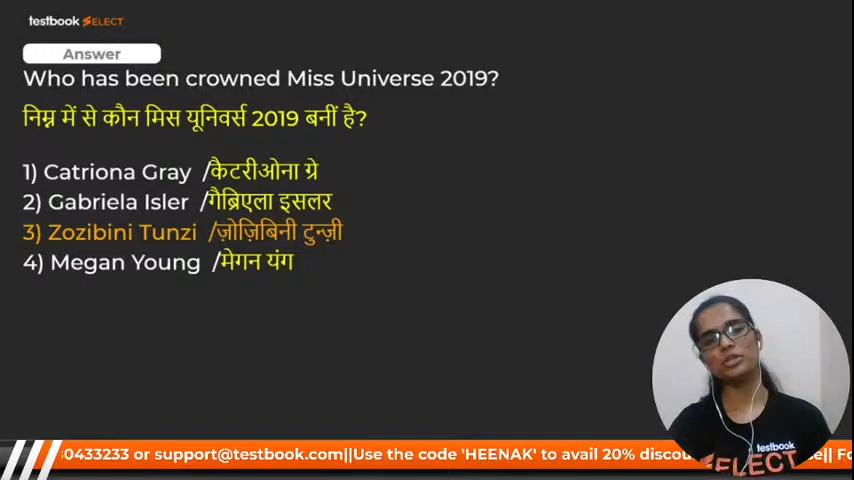 testbook SELECT
Answer
Who has been crowned Miss Universe 2019?
निम्न में से कौन मिस यूनिवर्स 2019 बनीं है?
1) Catriona Gray /कैटरीओना ग्रे
2) Gabriela Isler /गैब्रिएला इसलर
3) Zozibini Tunzi /ज़ोज़िबिनी टुन्ज़ी
4) Megan Young /मेगन यंग
testbook
SELECT
30433233 or support@testbook.com||Use the code 'HEENAK' to avail 20% || Fo